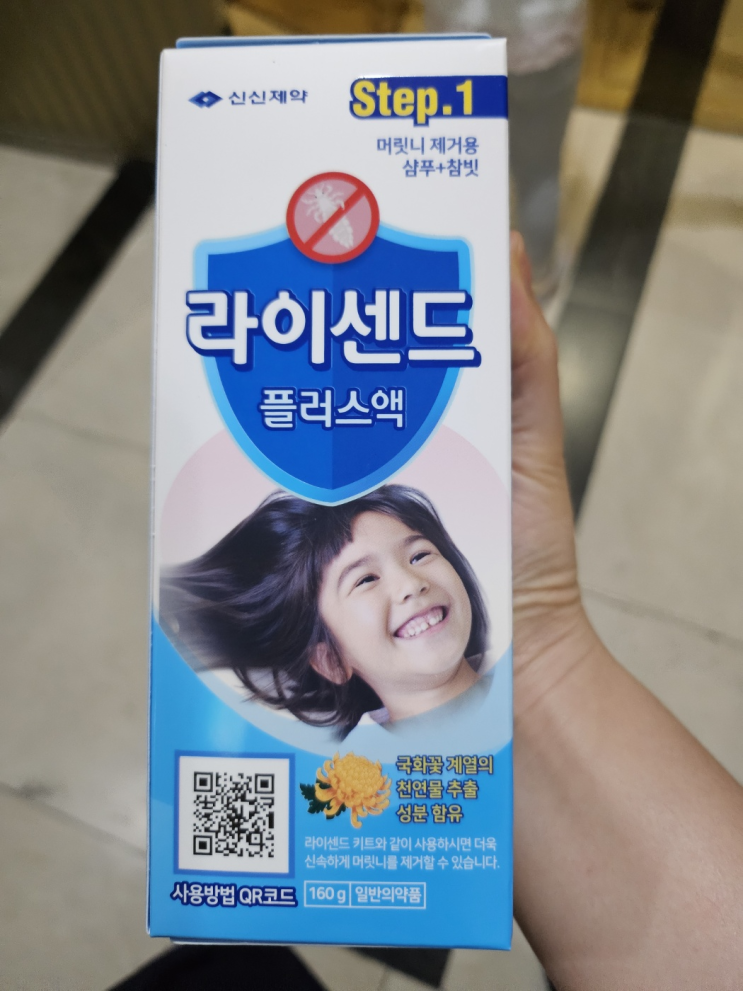 신신제약
Step.1
머릿니 제거용
샴푸+참빗
라이센드
플러스액
국화꽃 계열의
천연물 추출
성분 함유
라이센드 키트와 같이 사용하시면 더욱
신속하게 머릿니를 제거할 수 있습니다.
사용방법 QR코드
160 g 일반의약품